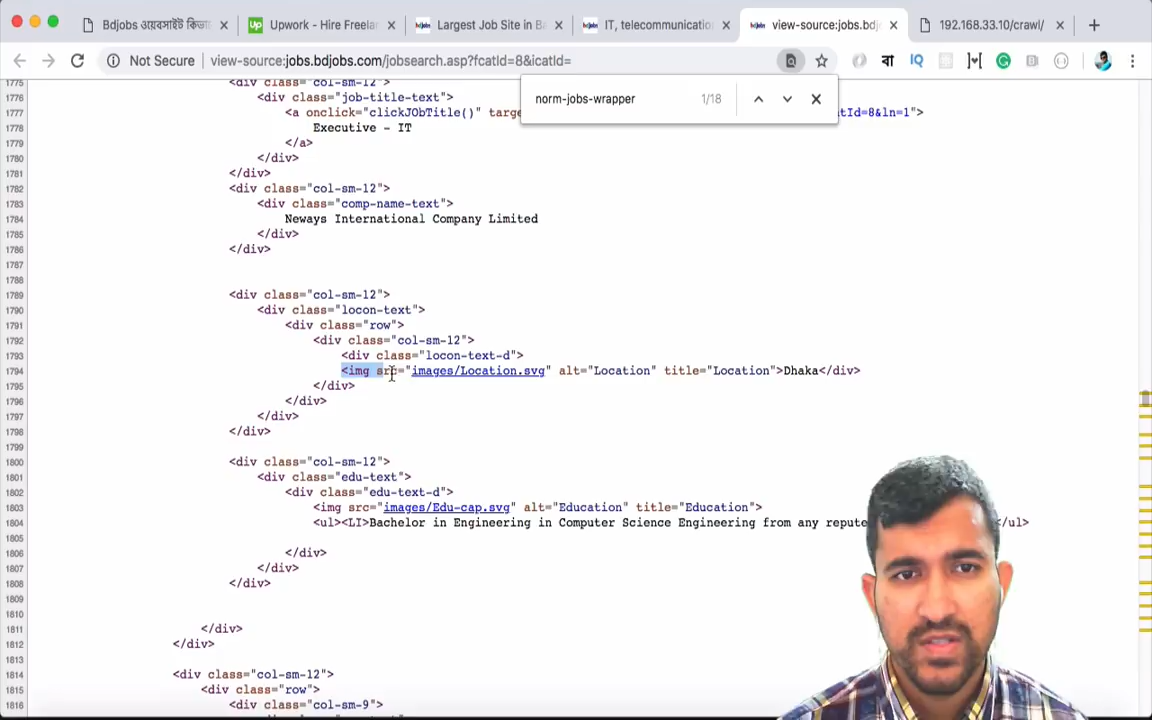 Bdjobs ওয়েবসাইট কিভা
Upwork - Hire Freelan
Largest Job Site in Ba
IT, telecommunicatio
view-source:jobs.bdj
192.168.33.10/crawl/
Not Secure
view-source:jobs.bdjobs.com/jobsearch.asp?fcatId=8&icatId=
norm-jobs-wrapper 1/18
1775 <div class="col-sm-12">
1776 <div class="job-title-text">
1777 <a onclick="clickJObTitle()" targe tId=8&ln=1">
1778 Executive - IT
1779 </a>
1780 </div>
1781 </div>
1782 <div class="col-sm-12">
1783 <div class="comp-name-text">
1784 Neways International Company Limited
1785 </div>
1786 </div>
1787
1788
1789 <div class="col-sm-12">
1790 <div class="locon-text">
1791 <div class="row">
1792 <div class="col-sm-12">
1793 <div class="locon-text-d">
1794 <img src="images/Location.svg" alt="Location" title="Location">Dhaka</div>
1795 </div>
1796 </div>
1797 </div>
1798 </div>
1799
1800 <div class="col-sm-12">
1801 <div class="edu-text">
1802 <div class="edu-text-d">
1803 <img src="images/Edu-cap.svg" alt="Education" title="Education">
1804 <ul><LI>Bachelor in Engineering in Computer Science Engineering from any repute </ul>
1805
1806 </div>
1807 </div>
1808 </div>
1809
1810
1811 </div>
1812 </div>
1813
1814 <div class="col-sm-12">
1815 <div class="row">
1816 <div class="col-sm-9">